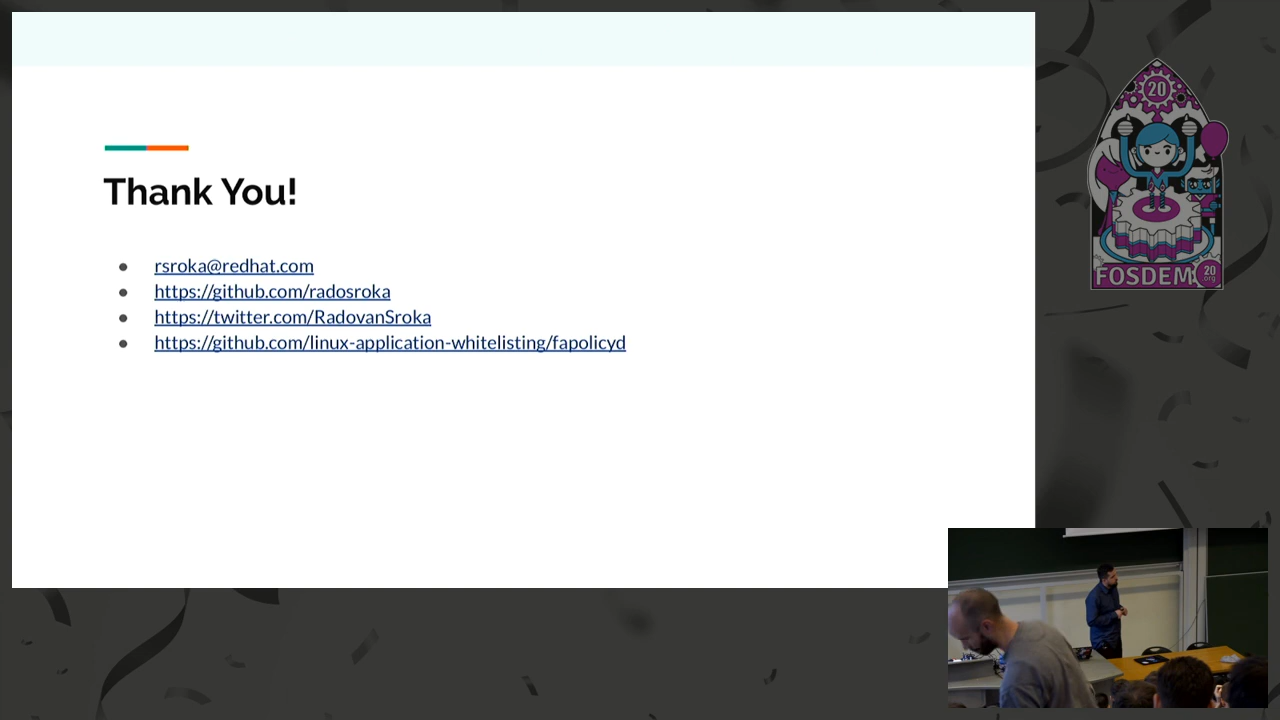 Thank You!
rsroka@redhat.com
https://github.com/radosroka
https://twitter.com/RadovanSroka
https://github.com/linux-application-whitelisting/fapolicyd
20
FOSDEM
20
.org